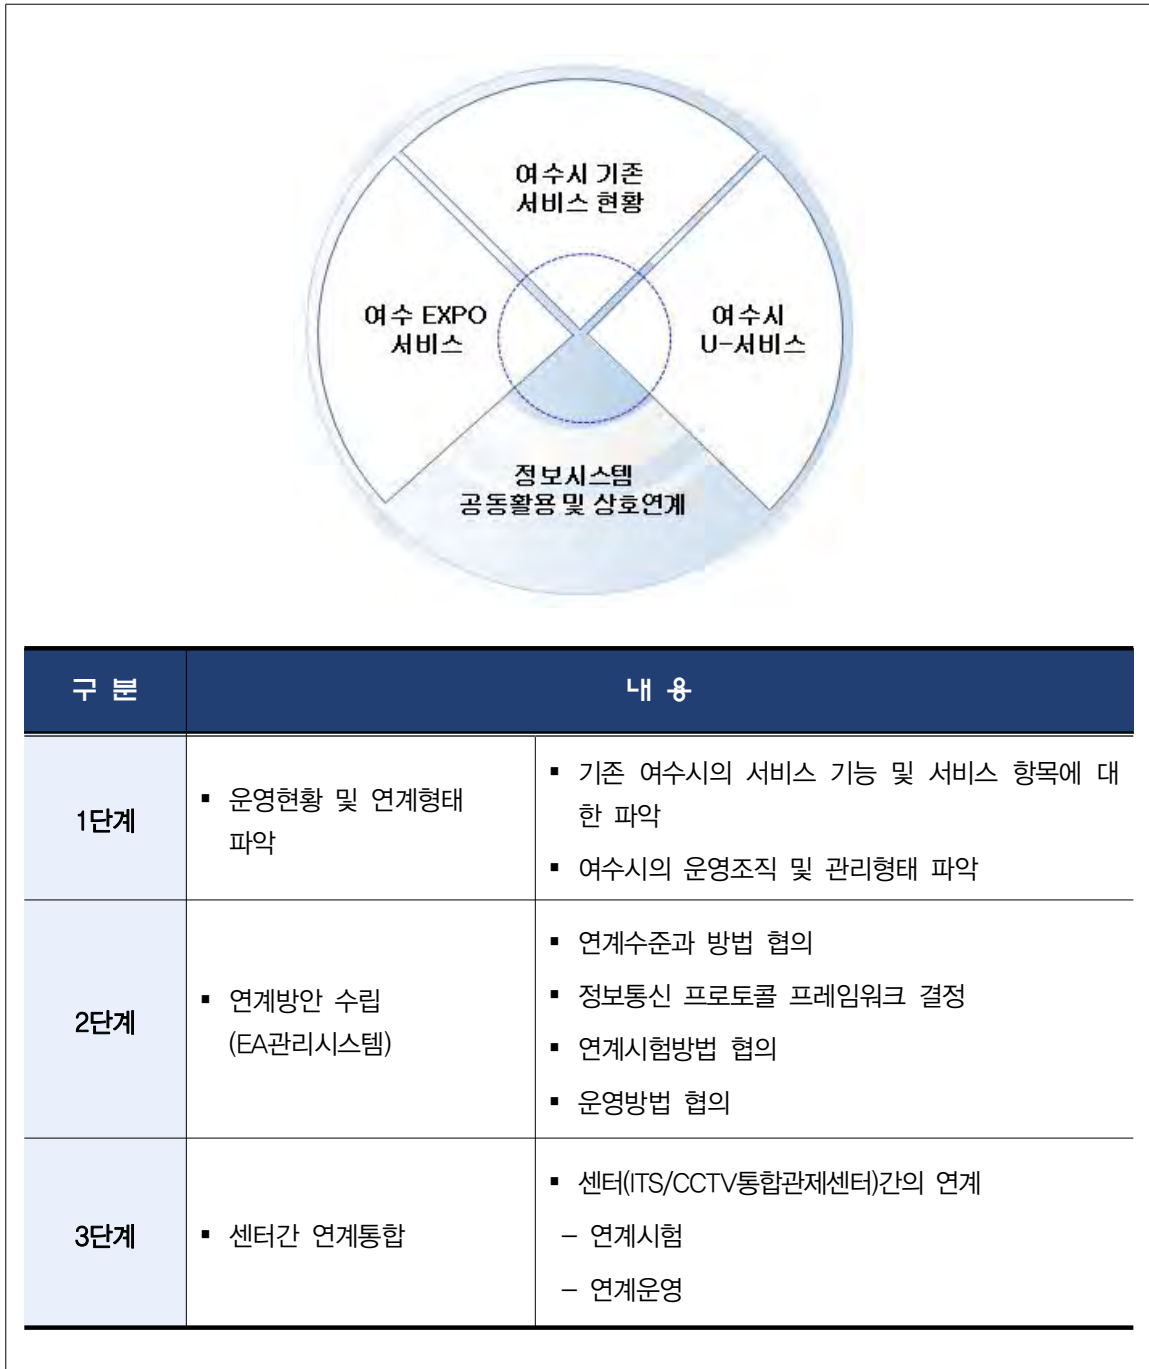 여수시 기존
서비스 현황
여수 EXPO
서비스
여수시
U-서비스
정보시스템
공동활용 및 상호연계
구 분
내 용
1단계
▪ 운영현황 및 연계형태
파악
▪ 기존 여수시의 서비스 기능 및 서비스 항목에 대
한 파악
▪ 여수시의 운영조직 및 관리형태 파악
2단계
▪ 연계방안 수립
(EA관리시스템)
▪ 연계수준과 방법 협의
▪ 정보통신 프로토콜 프레임워크 결정
▪ 연계시험방법 협의
▪ 운영방법 협의
3단계
▪ 센터간 연계통합
▪ 센터(ITS/CCTV통합관제센터)간의 연계
– 연계시험
– 연계운영